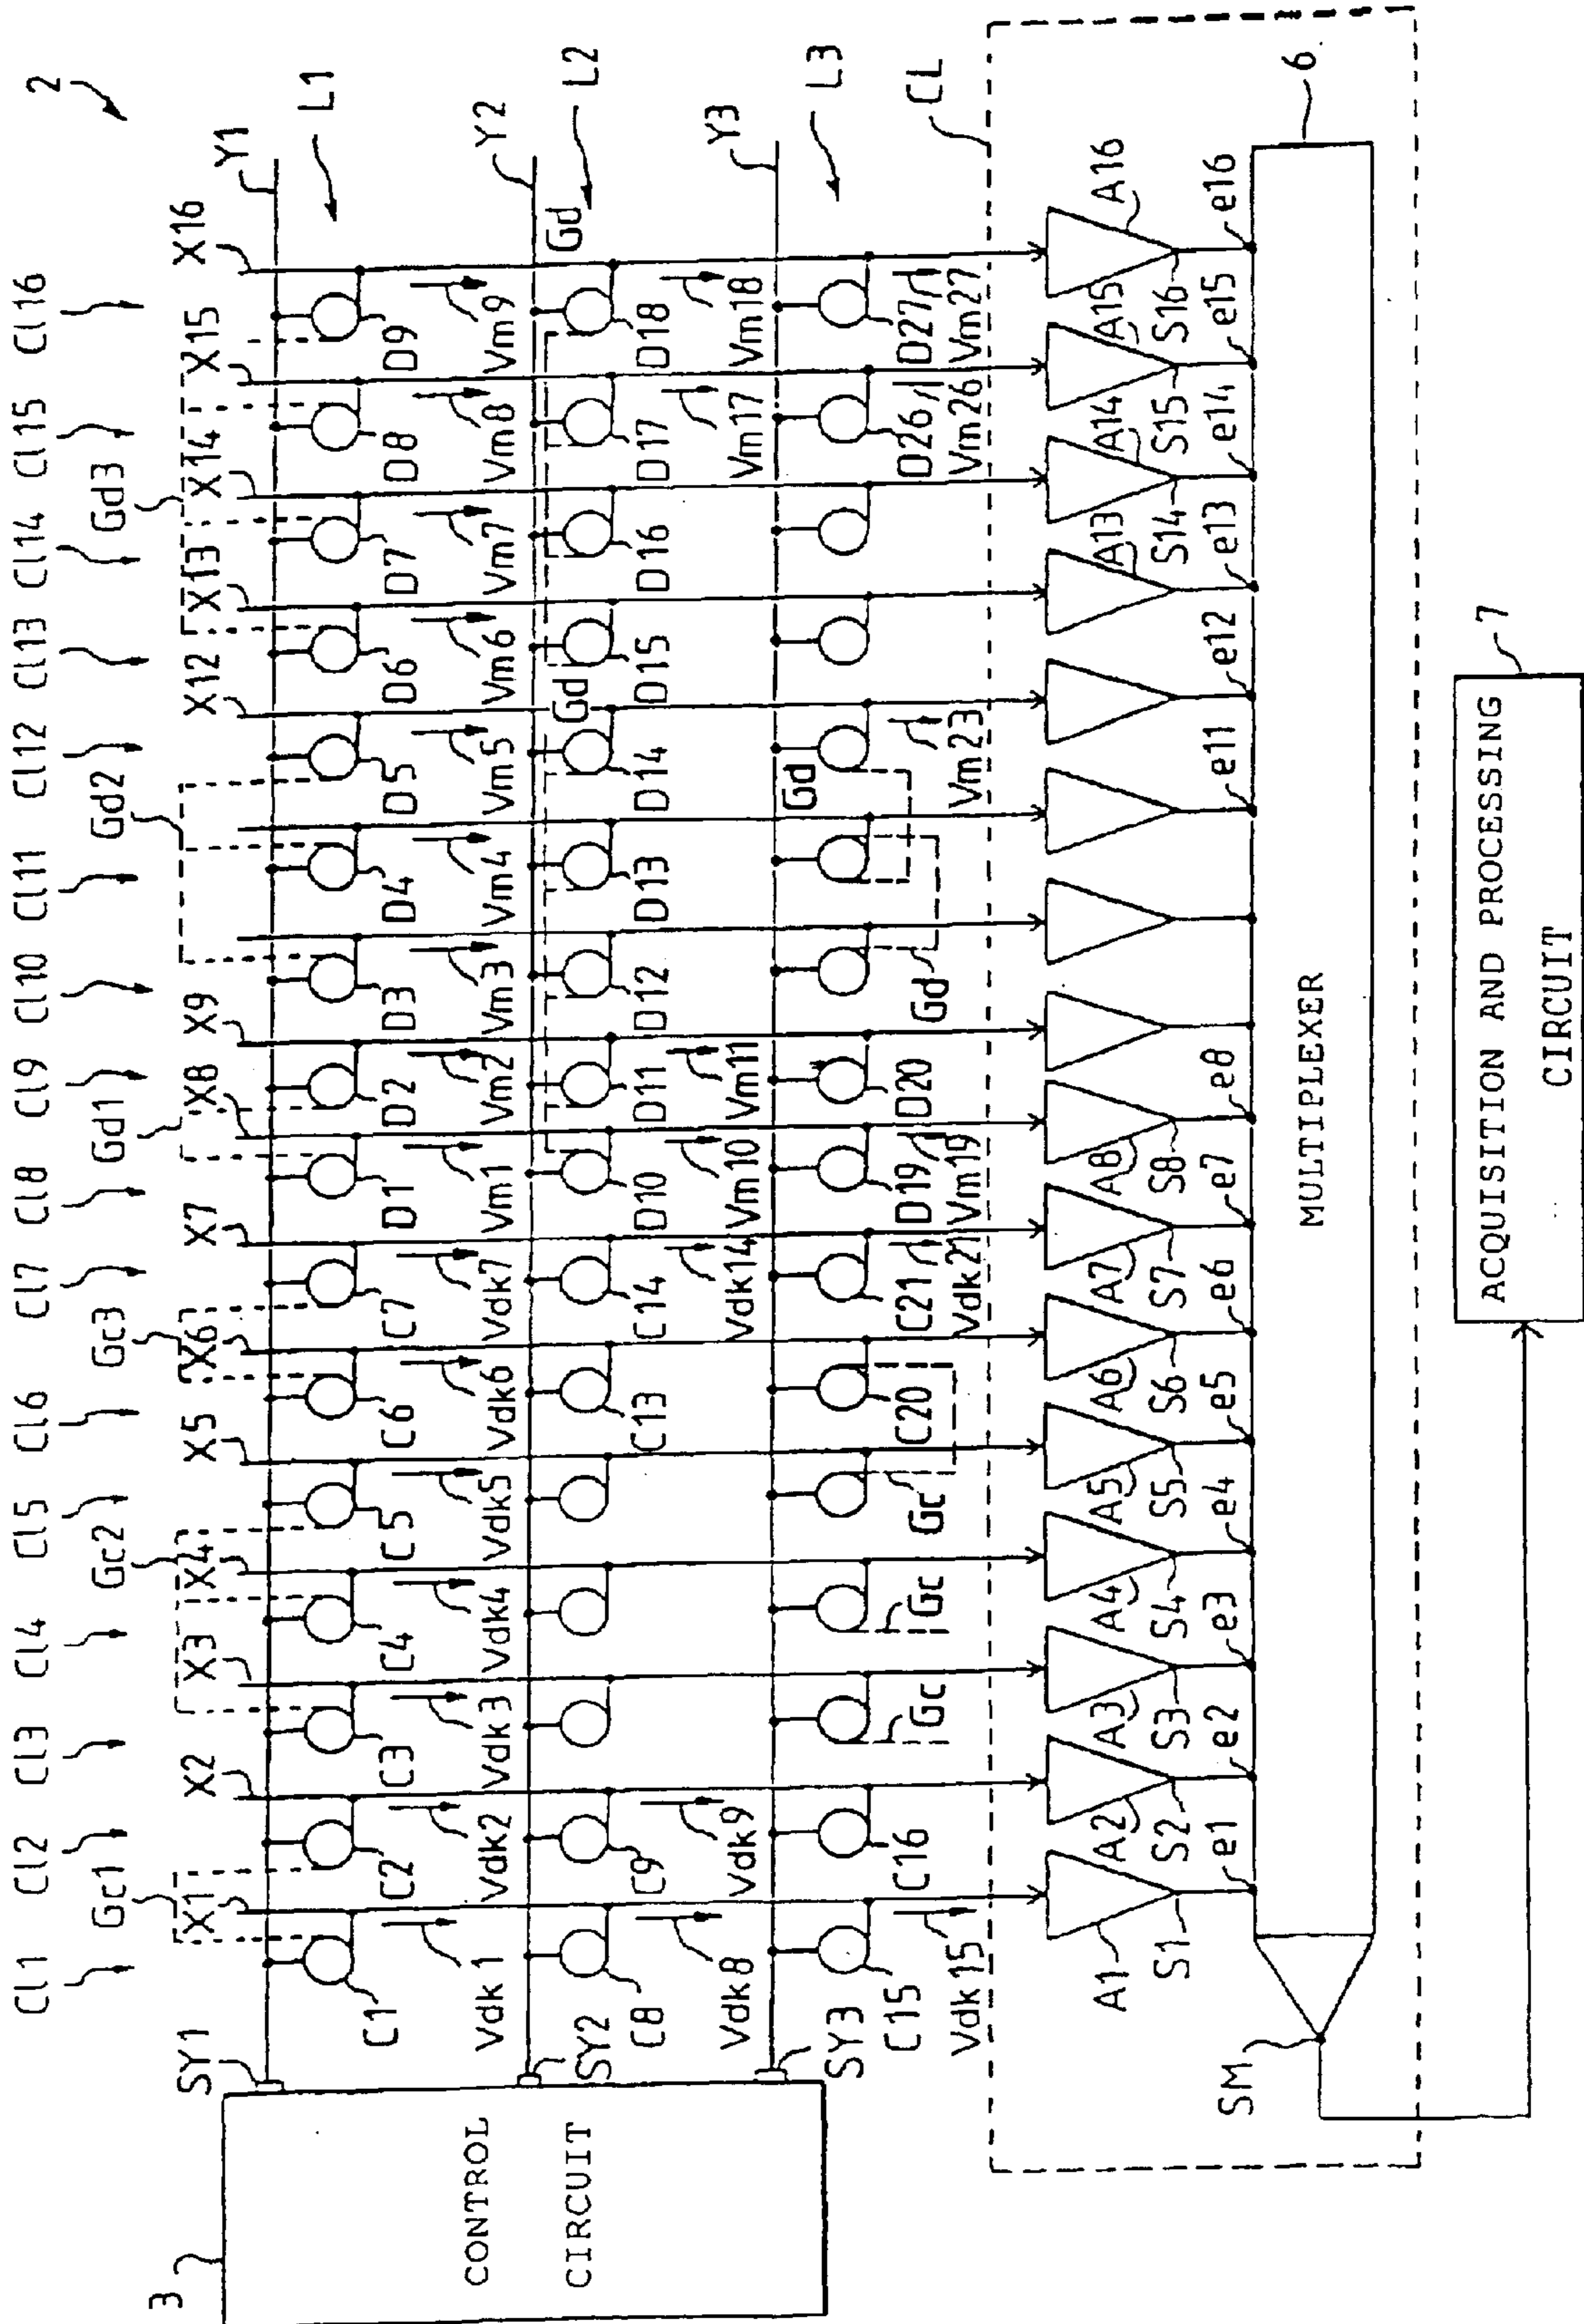 2
Cl1 Cl2 Cl3 Cl4 Cl5 Cl6 Cl7 Cl8 Cl9 Cl10 Cl11 Cl12 Cl13 Cl14 Cl15 Cl16
Gc1 Gc2 Gc3 Gd1 Gd2 Gd3
X1 X2 X3 X4 X5 X6 X7 X8 X9 X12 X13 X14 X15 X16
3
SY1
Y1
L1
C1 C2 C3 C4 C5 C6 C7 D1 D2 D3 D4 D5 D6 D7 D8 D9
Vdk1 Vdk2 Vdk3 Vdk4 Vdk5 Vdk6 Vdk7 Vm1 Vm2 Vm3 Vm4 Vm5 Vm6 Vm7 Vm8 Vm9
CONTROL
CIRCUIT
Y2
Gd Gd
L2
SY2
C8 C9 C13 C14 D10 D11 D12 D13 D14 D15 D16 D17 D18
Vdk8 Vdk9 Vdk14 Vm10 Vm11 Vm17 Vm18
Y3
L3
SY3
Gd
C15 C16 C20 C21 D19 D20 D26 D27
Gc Gc Gc Gd
Vdk15 Vdk21 Vm19 Vm23 Vm26 Vm27
CL
A1 A2 A3 A4 A5 A6 A7 A8 A13 A14 A15 A16
S1 S2 S3 S4 S5 S6 S7 S8 S14 S15 S16
e1 e2 e3 e4 e5 e6 e7 e8 e11 e12 e13 e14 e15 e16
SM
MULTIPLEXER
6
ACQUISITION AND PROCESSING
CIRCUIT
7